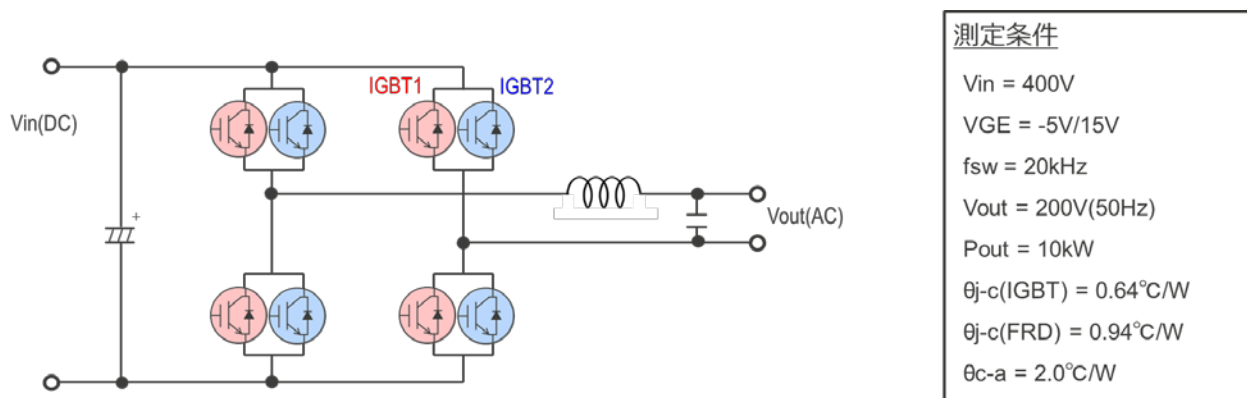 IGBT1
IGBT2
Vin(DC)
+
Vout(AC)
測定条件
Vin = 400V
VGE = -5V/15V
fsw = 20kHz
Vout = 200V(50Hz)
Pout = 10kW
θj-c(IGBT) = 0.64℃/W
θj-c(FRD) = 0.94℃/W
θc-a = 2.0℃/W